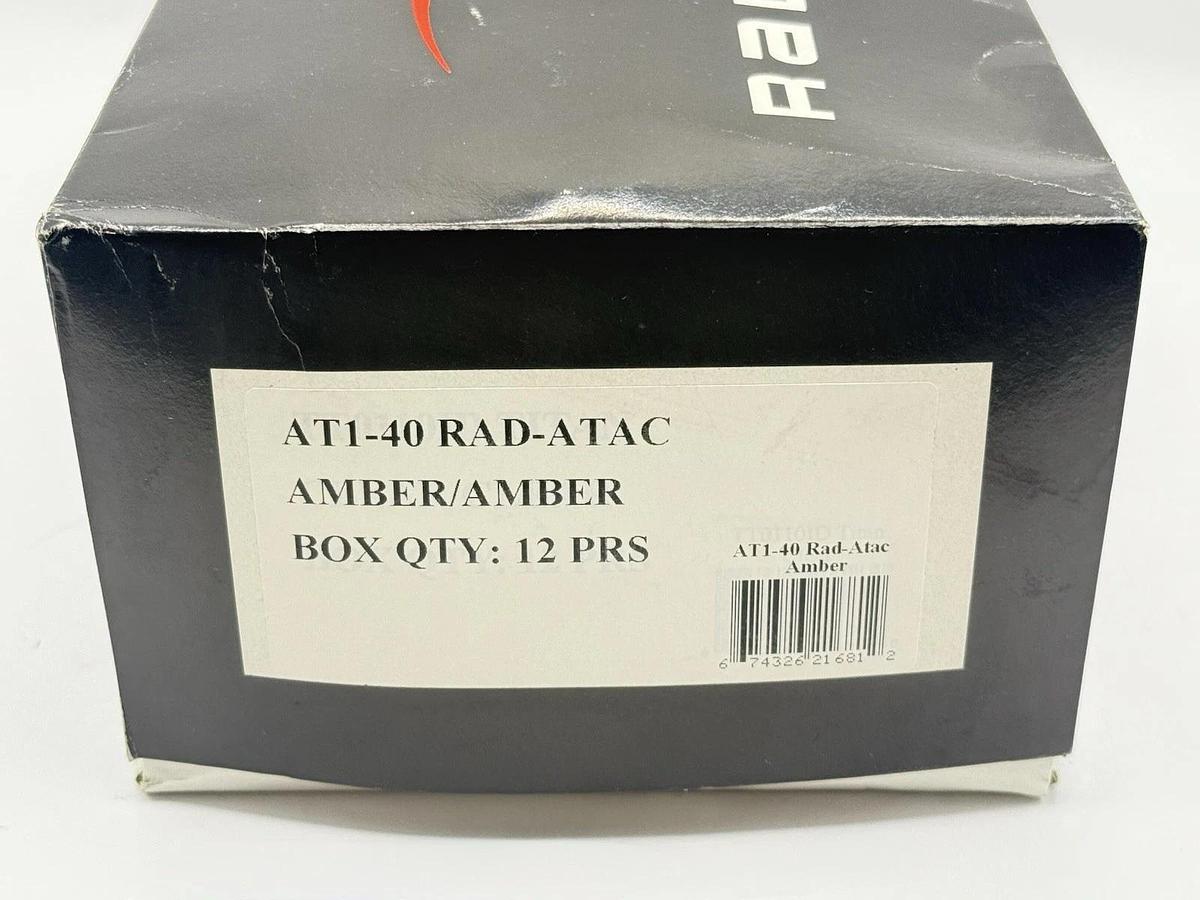 AT1-40 RAD-ATAC
AMBER/AMBER
BOX QTY: 12 PRS
AT1-40 Rad-Atac
Amber
6 74326 21681 2